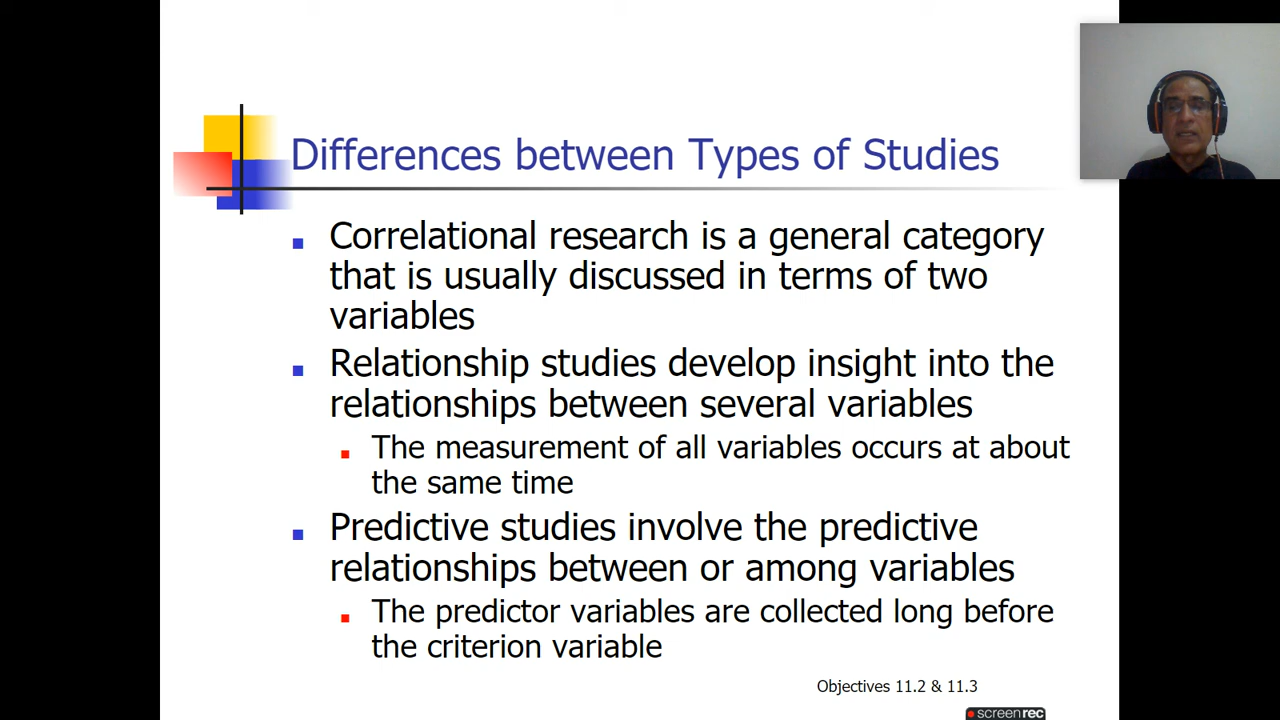 Differences between Types of Studies
Correlational research is a general category
that is usually discussed in terms of two
variables
Relationship studies develop insight into the
relationships between several variables
The measurement of all variables occurs at about
the same time
Predictive studies involve the predictive
relationships between or among variables
The predictor variables are collected long before
the criterion variable
Objectives 11.2 & 11.3
screenrec